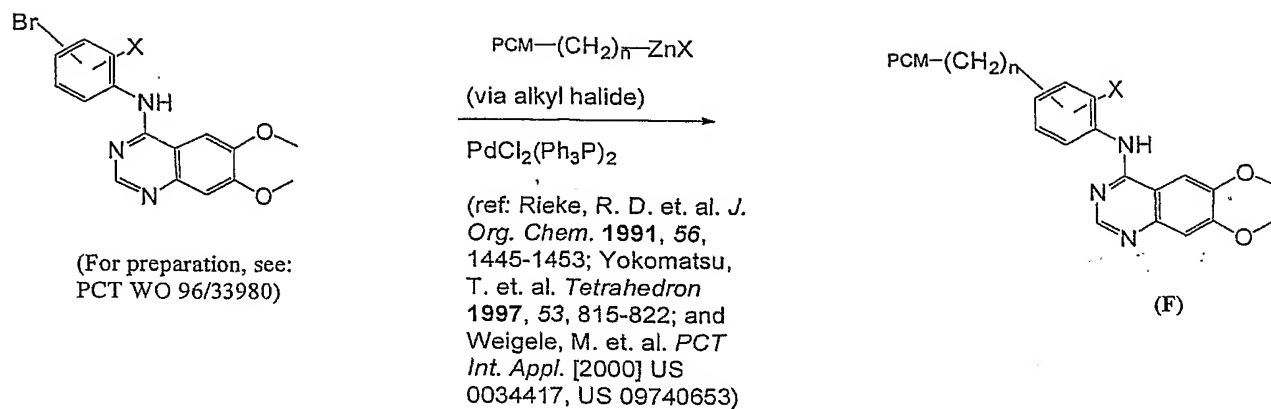 Br
X
NH
N
N
O
O
(For preparation, see:
PCT WO 96/33980)
PCM—(CH2)n—ZnX
(via alkyl halide)
PdCl2(Ph3P)2
(ref: Rieke, R. D. et. al. J.
Org. Chem. 1991, 56,
1445-1453; Yokomatsu,
T. et. al. Tetrahedron
1997, 53, 815-822; and
Weigele, M. et. al. PCT
Int. Appl. [2000] US
0034417, US 09740653)
PCM—(CH2)n
X
NH
N
N
O
O
(F)